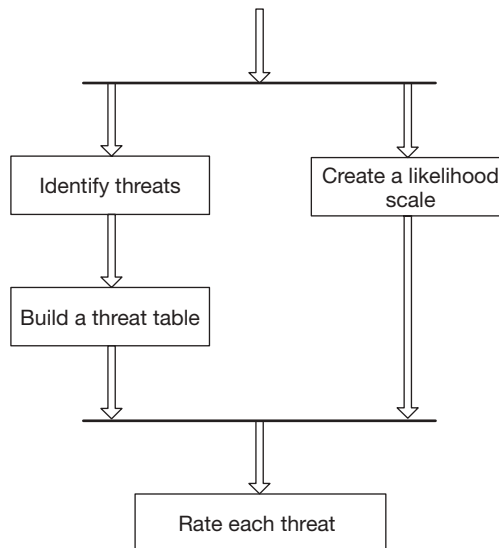 Identify threats
Create a likelihood
scale
Build a threat table
Rate each threat